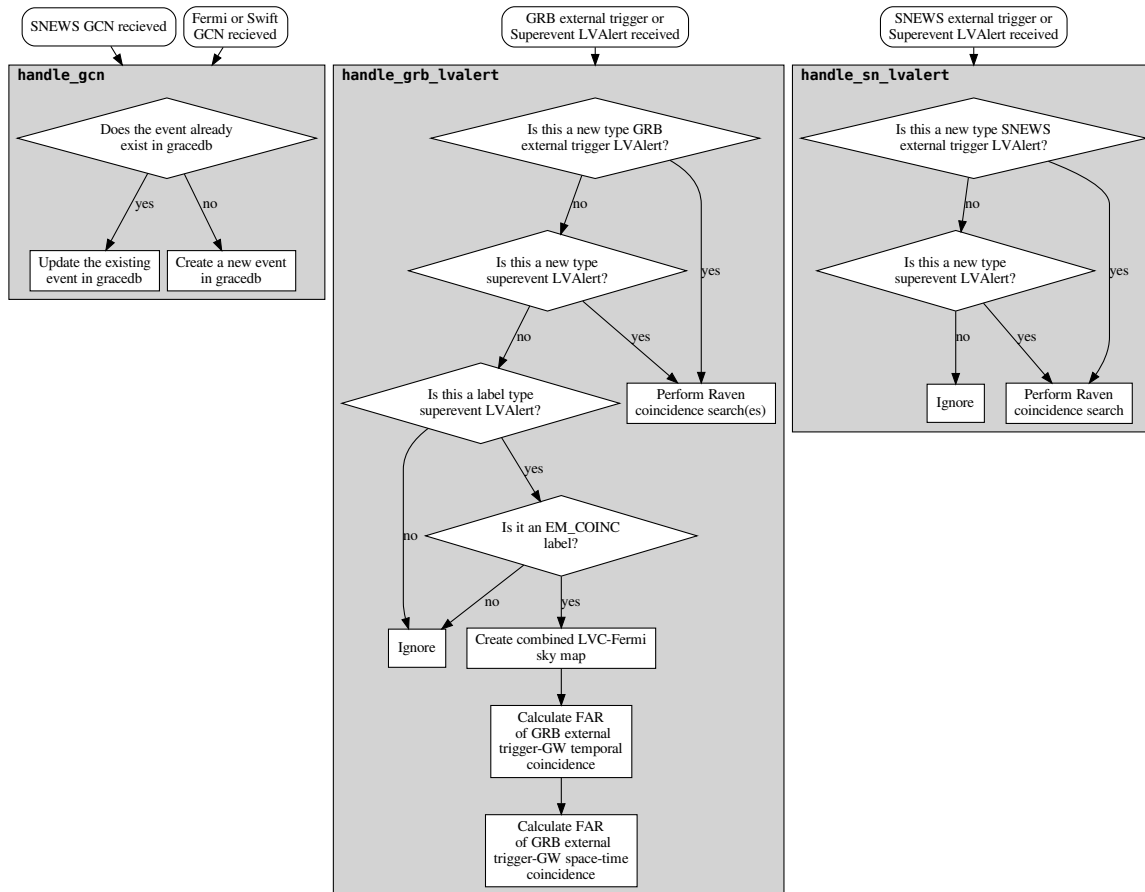 SNEWS GCN recieved
Fermi or Swift
GCN recieved
handle_gcn
Does the event already
exist in gracedb
yes
no
Update the existing
event in gracedb
Create a new event
in gracedb
GRB external trigger or
Superevent LVAlert received
handle_grb_lvalert
Is this a new type GRB
external trigger LVAlert?
no
yes
Is this a new type
superevent LVAlert?
no
yes
Is this a label type
superevent LVAlert?
Perform Raven
coincidence search(es)
yes
no
Is it an EM_COINC
label?
no
yes
Ignore
Create combined LVC-Fermi
sky map
Calculate FAR
of GRB external
trigger-GW temporal
coincidence
Calculate FAR
of GRB external
trigger-GW space-time
coincidence
SNEWS external trigger or
Superevent LVAlert received
handle_sn_lvalert
Is this a new type SNEWS
external trigger LVAlert?
no
yes
Is this a new type
superevent LVAlert?
no
yes
Ignore
Perform Raven
coincidence search